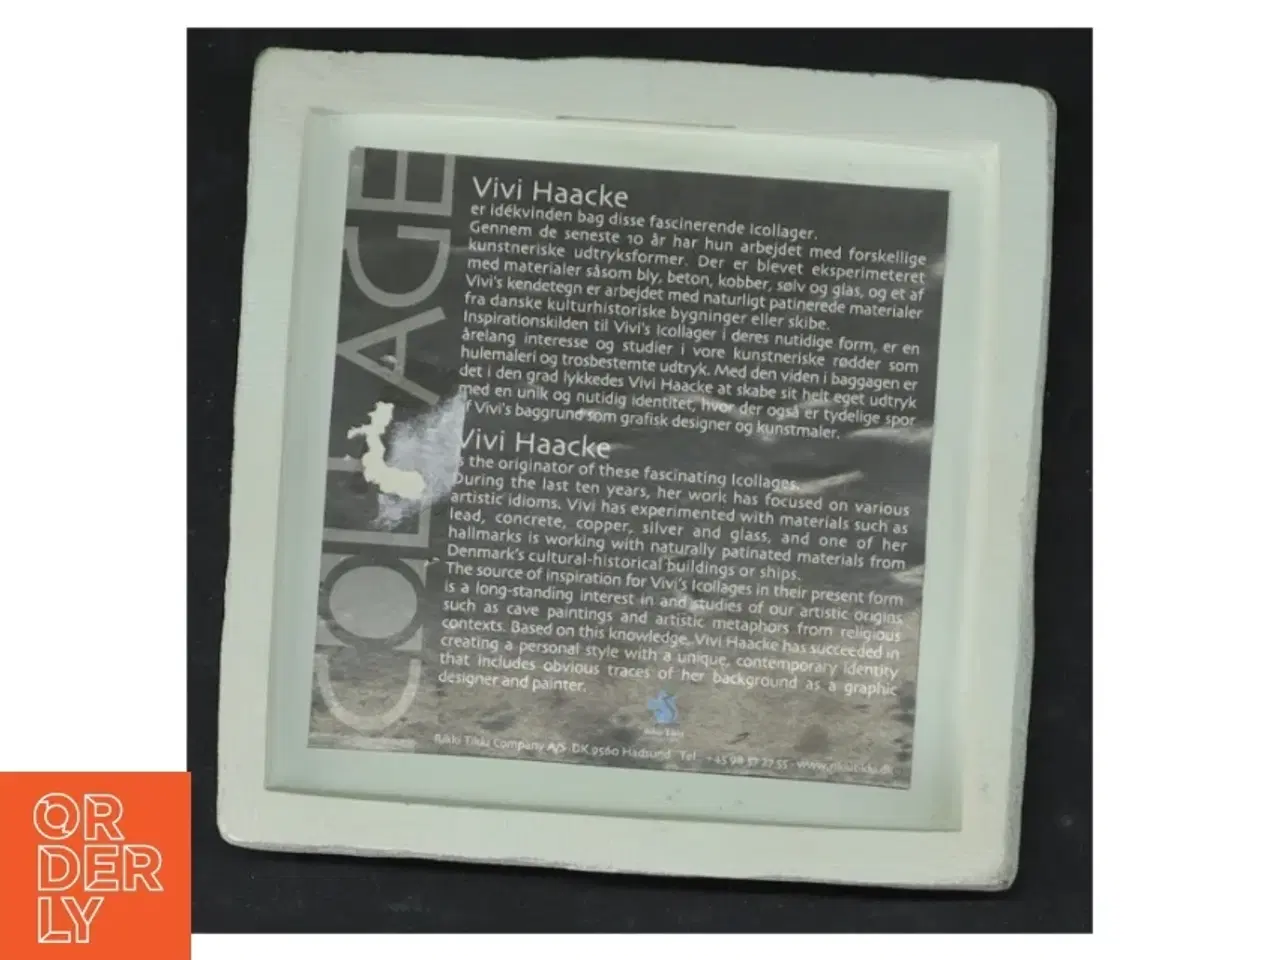 COLLAGE
Vivi Haacke
er idékvinden bag disse fascinerende Icollager.
Gennem de seneste 10 år har hun arbejdet med forskellige
kunstneriske udtryksformer. Der er blevet eksperimeteret
med materialer såsom bly, beton, kobber, sølv og glas, og et af
Vivi's kendetegn er arbejdet med naturligt patinerede materialer
fra danske kulturhistoriske bygninger eller skibe.
Inspirationskilden til Vivi's Icollager i deres nutidige form, er en
årelang interesse og studier i vore kunstneriske rødder som
hulemaleri og trosbestemte udtryk. Med den viden i baggagen er
det i den grad lykkedes Vivi Haacke at skabe sit helt eget udtryk
med en unik og nutidig identitet, hvor der også er tydelige spor
af Vivi's baggrund som grafisk designer og kunstmaler.
Vivi Haacke
is the originator of these fascinating Icollages.
During the last ten years, her work has focused on various
artistic idioms. Vivi has experimented with materials such as
lead, concrete, copper, silver and glass, and one of her
hallmarks is working with naturally patinated materials from
Denmark's cultural-historical buildings or ships.
The source of inspiration for Vivi's Icollages in their present form
is a long-standing interest in and studies of our artistic origins
such as cave paintings and artistic metaphors from religious
contexts. Based on this knowledge, Vivi Haacke has succeeded in
creating a personal style with a unique, contemporary identity
that includes obvious traces of her background as a graphic
designer and painter.
Rikki Tikki Company A/S · DK 9560 Hadsund · Tel. +45 98 57 27 55 · www.rikkitikki.dk
OR
DER
LY